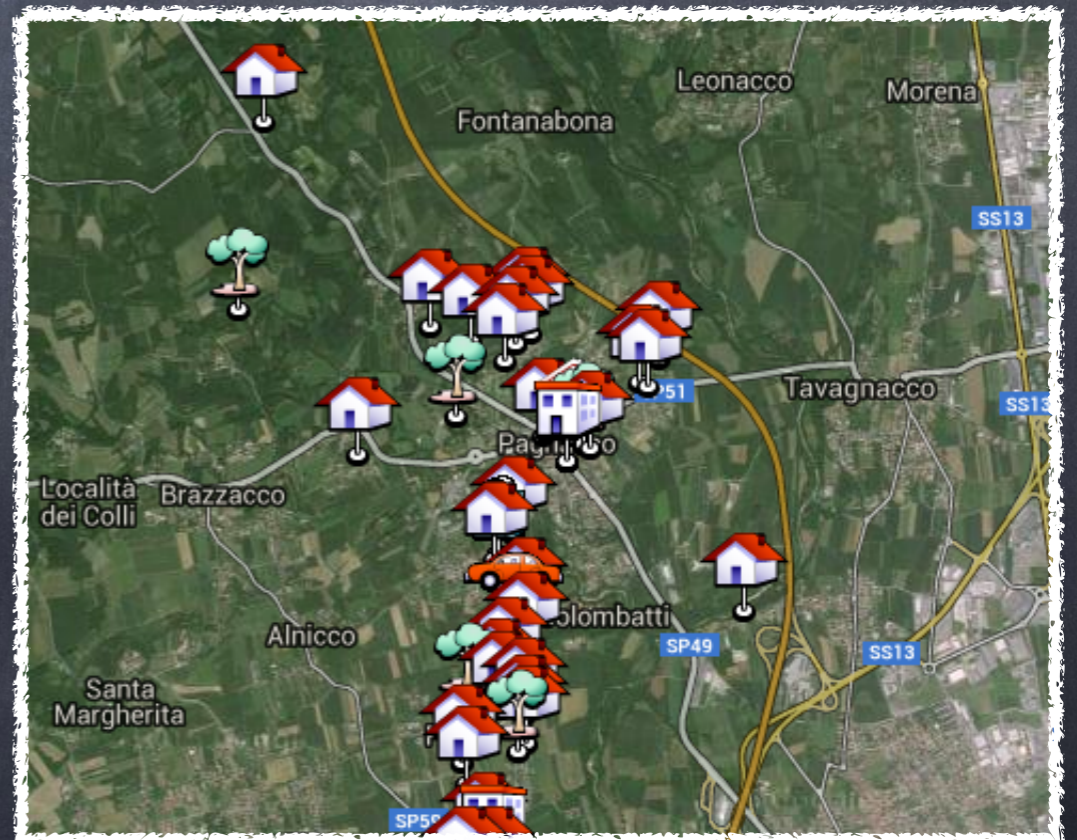 Leonacco
Morena
Fontanabona
SS13
Tavagnacco
SS13
Località
dei Colli
Brazzacco
Alnicco
SP49
SS13
Santa
Margherita